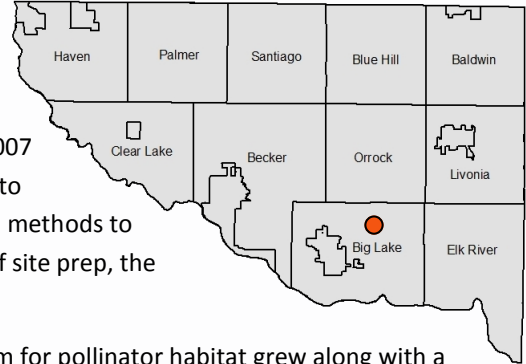 Haven
Palmer
Santiago
Blue Hill
Baldwin
007
Clear Lake
Becker
Orrock
Livonia
to
methods to
Big Lake
Elk River
f site prep, the
m for pollinator habitat grew along with a